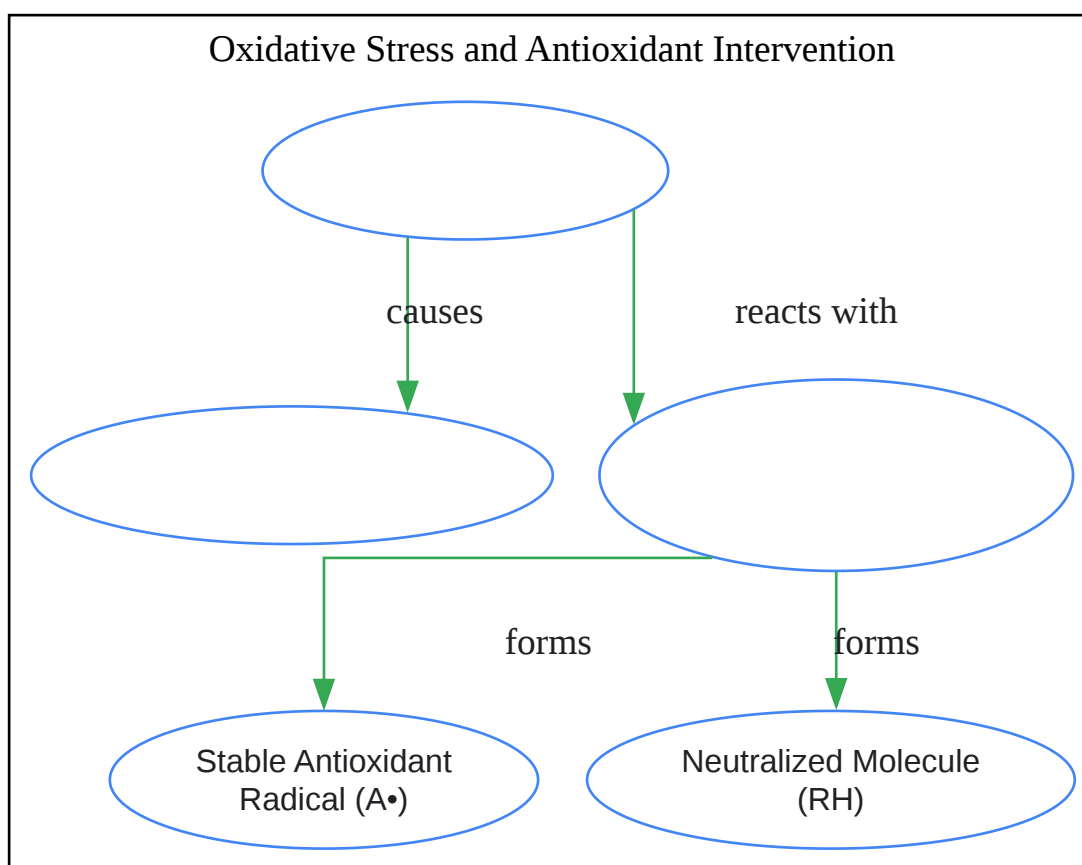 Oxidative Stress and Antioxidant Intervention
causes
reacts with
forms
forms
Stable Antioxidant
Radical (A•)
Neutralized Molecule
(RH)